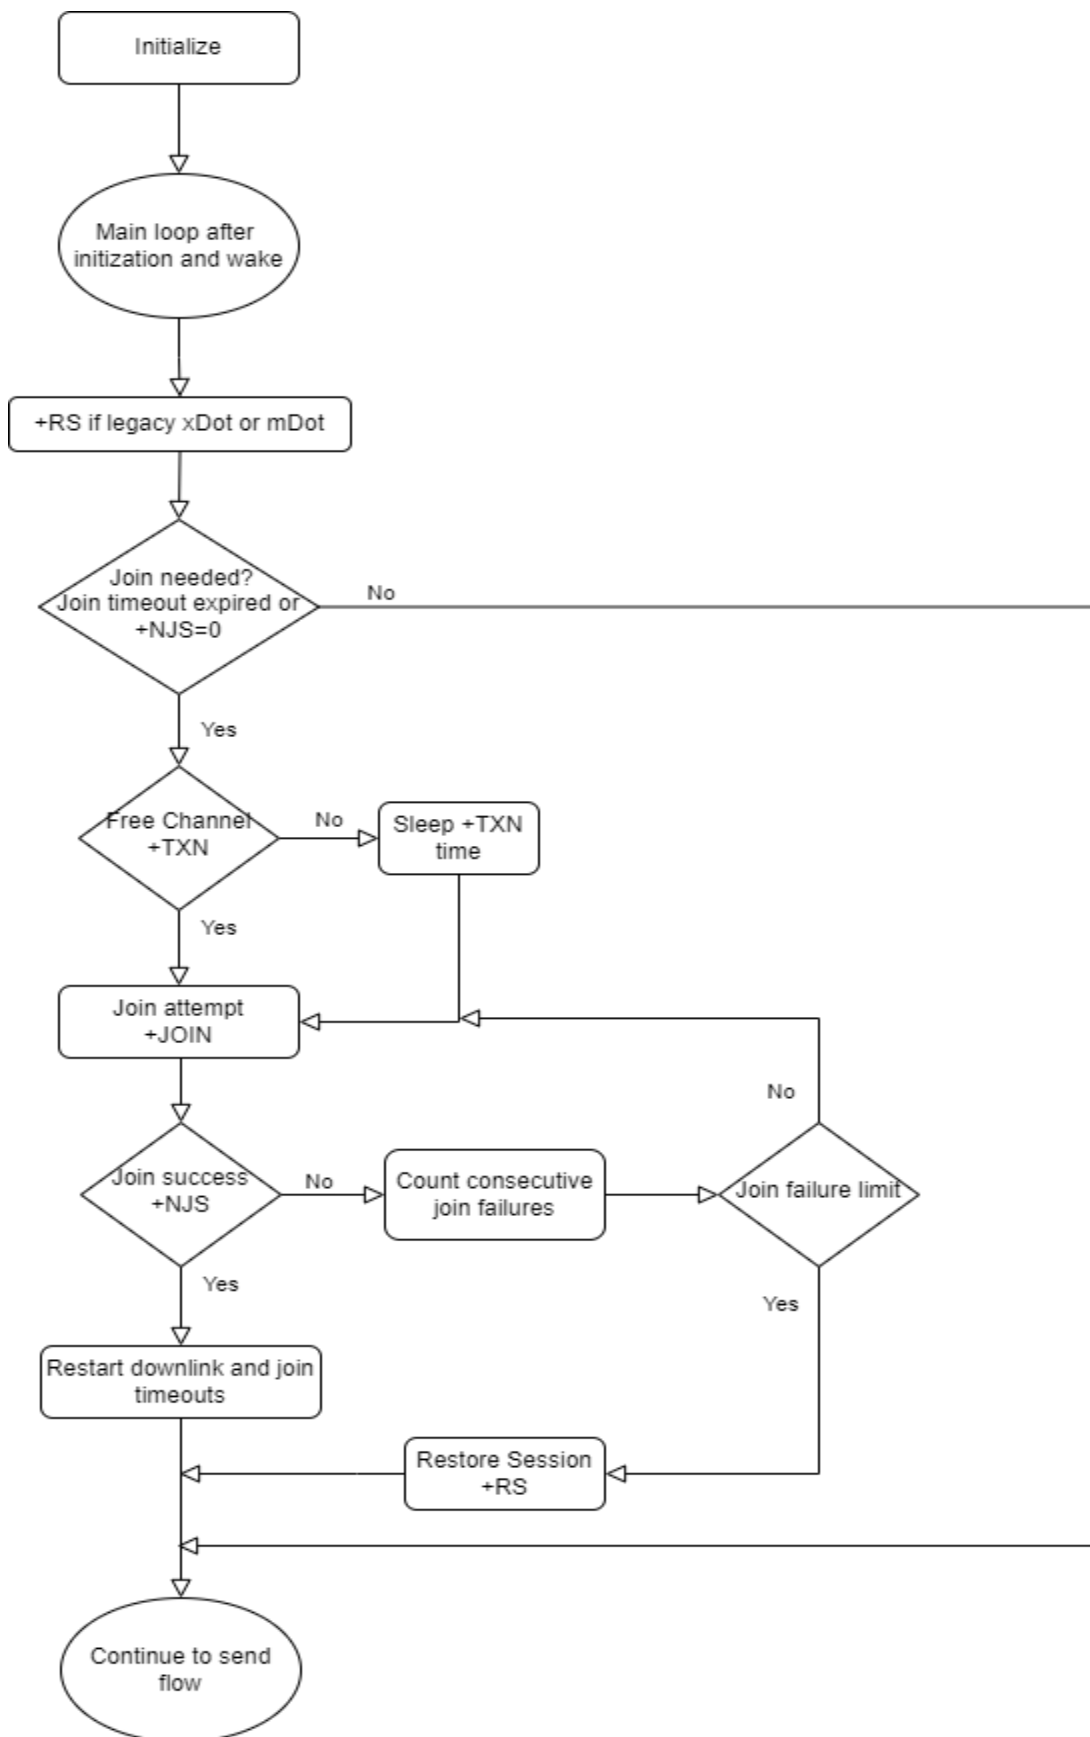 Initialize
Main loop after
initization and wake
+RS if legacy xDot or mDot
Join needed?
Join timeout expired or
+NJS=0
No
Yes
Free Channel
+TXN
No
Sleep +TXN
time
Yes
Join attempt
+JOIN
No
Join success
+NJS
No
Count consecutive
join failures
Join failure limit
Yes
Yes
Restart downlink and join
timeouts
Restore Session
+RS
Continue to send
flow